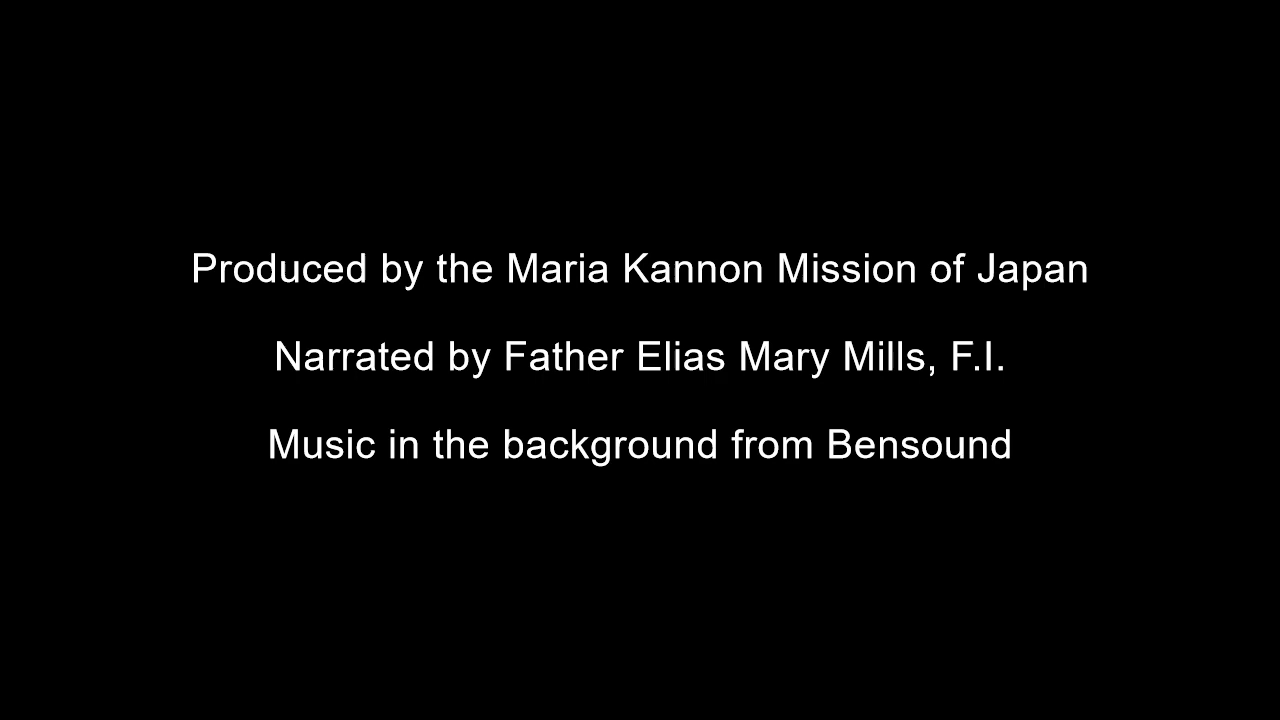 Produced by the Maria Kannon Mission of Japan
Narrated by Father Elias Mary Mills, F.I.
Music in the background from Bensound